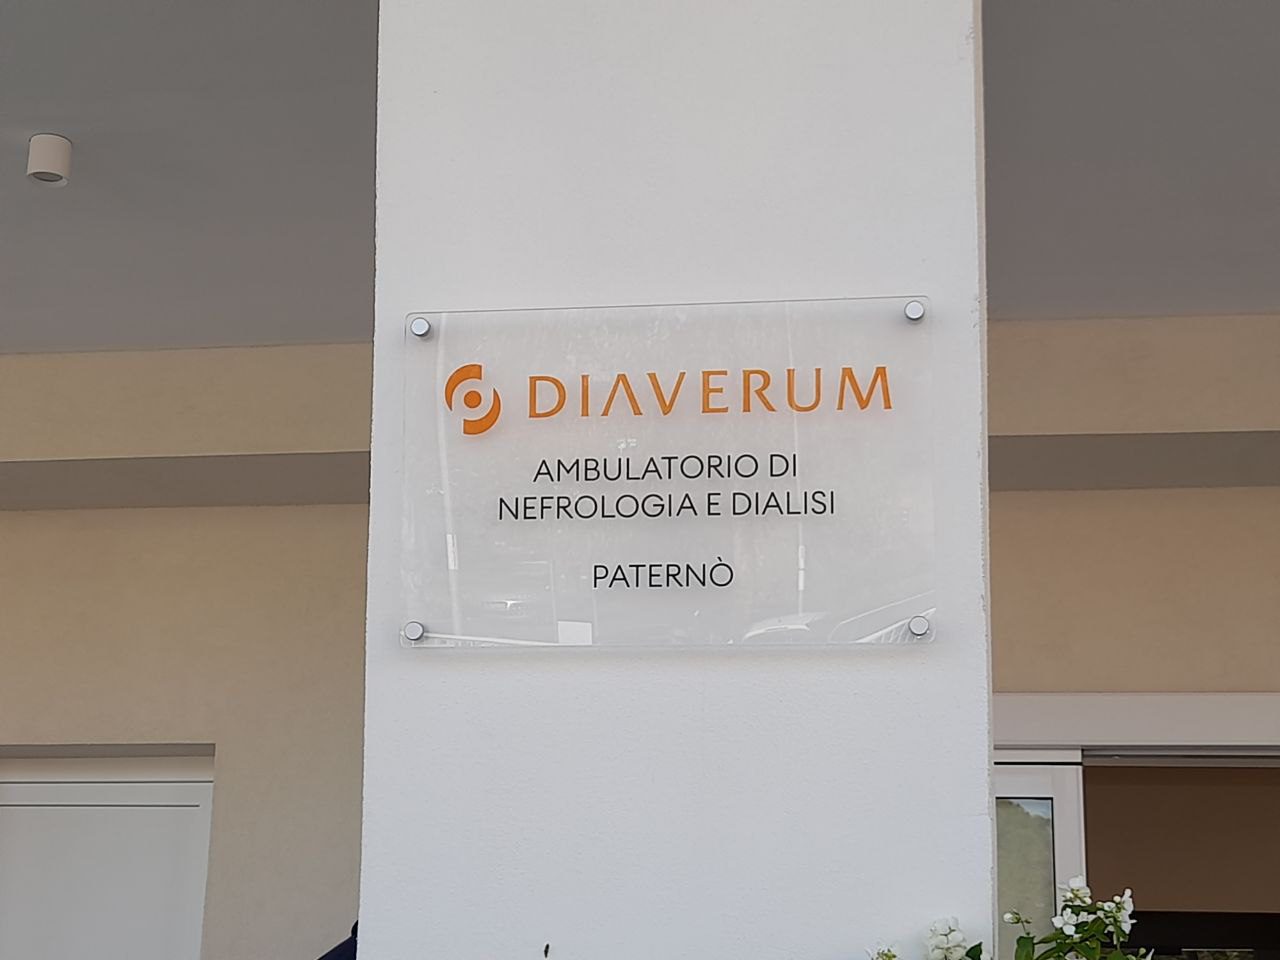 DIAVERUM
AMBULATORIO DI
NEFROLOGIA E DIALISI
PATERNÒ